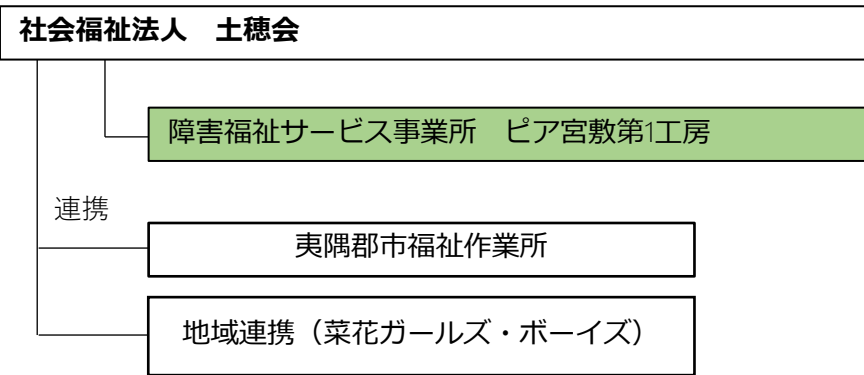 社会福祉法人　土穂会
障害福祉サービス事業所　ピア宮敷第1工房
連携
夷隅郡市福祉作業所
地域連携（菜花ガールズ・ボーイズ）